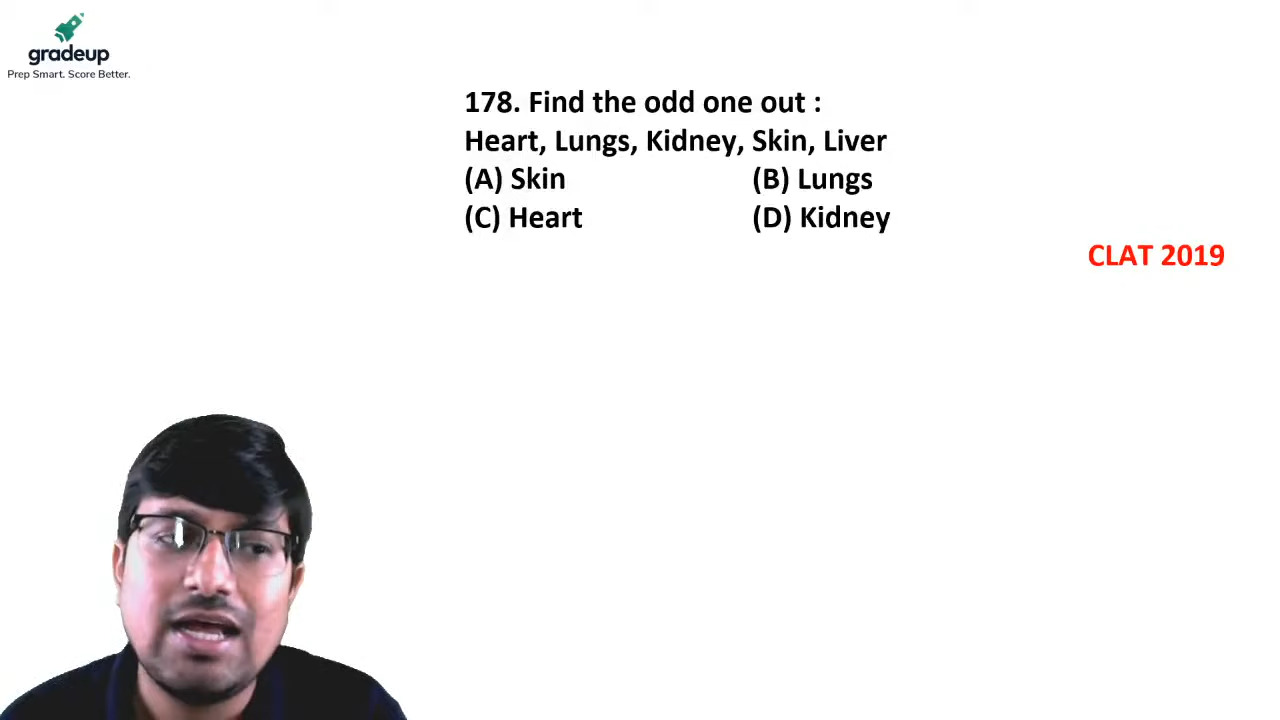 gradeup
Prep Smart. Score Better.
178. Find the odd one out :
Heart, Lungs, Kidney, Skin, Liver
(A) Skin (B) Lungs
(C) Heart (D) Kidney
CLAT 2019